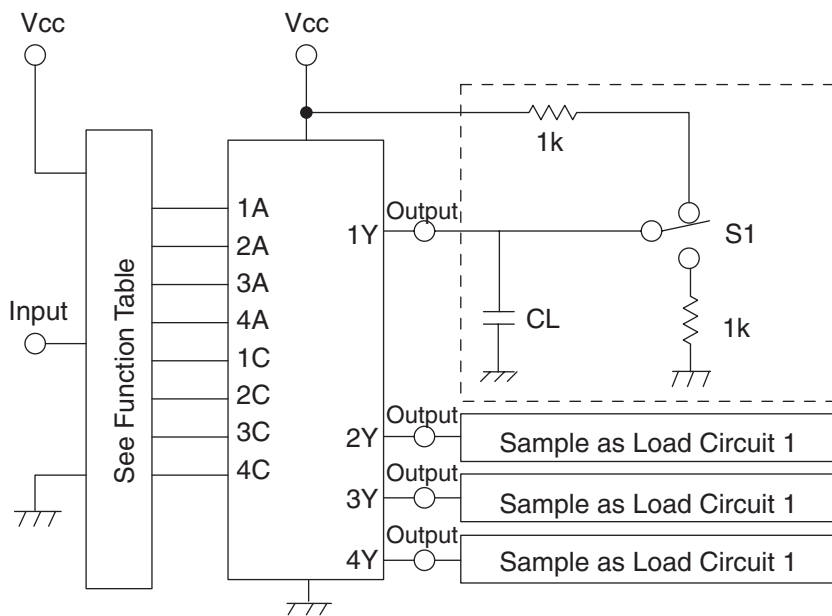 Vcc
Vcc
1k
Output
1A
1Y
S1
2A
3A
Input
4A
CL
1k
See Function Table
1C
2C
Output
3C
2Y
Sample as Load Circuit 1
4C
Output
3Y
Sample as Load Circuit 1
Output
4Y
Sample as Load Circuit 1